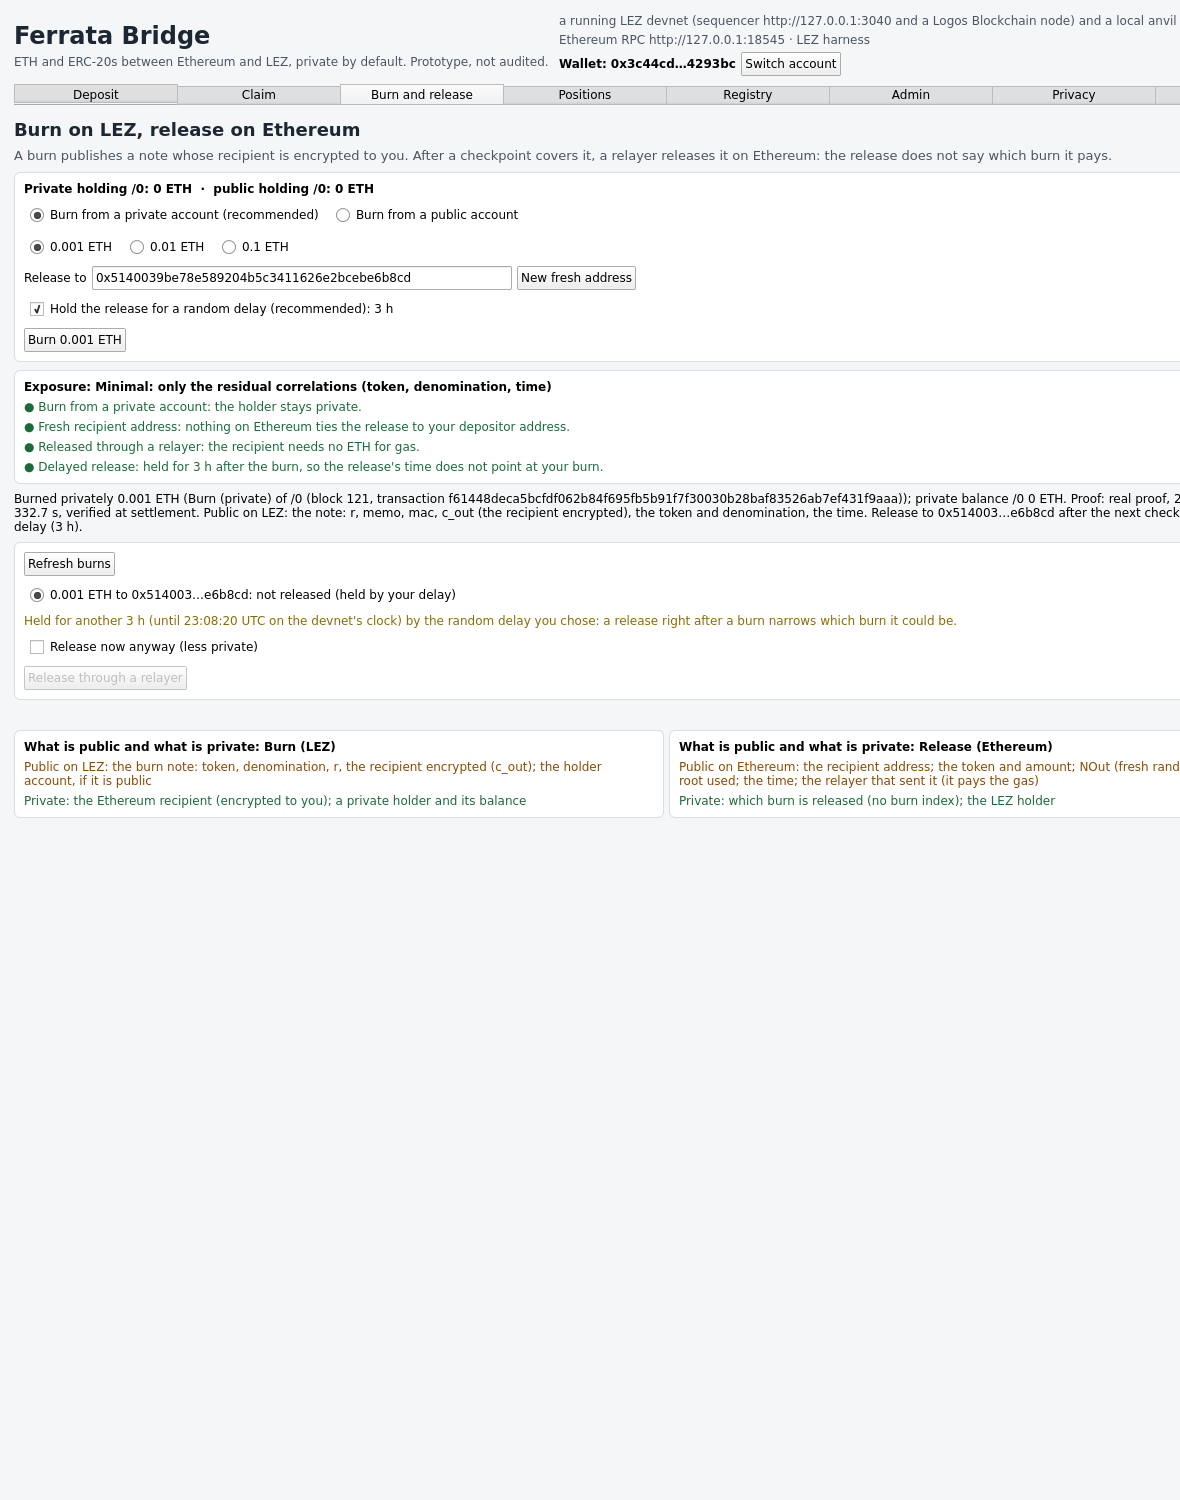 Ferrata Bridge
ETH and ERC-20s between Ethereum and LEZ, private by default. Prototype, not audited.
a running LEZ devnet (sequencer http://127.0.0.1:3040 and a Logos Blockchain node) and a local anvil
Ethereum RPC http://127.0.0.1:18545 · LEZ harness
Wallet: 0x3c44cd…4293bc Switch account
Deposit Claim Burn and release Positions Registry Admin Privacy
Burn on LEZ, release on Ethereum
A burn publishes a note whose recipient is encrypted to you. After a checkpoint covers it, a relayer releases it on Ethereum: the release does not say which burn it pays.
Private holding /0: 0 ETH · public holding /0: 0 ETH
Burn from a private account (recommended) Burn from a public account
0.001 ETH 0.01 ETH 0.1 ETH
Release to 0x5140039be78e589204b5c3411626e2bcebe6b8cd New fresh address
Hold the release for a random delay (recommended): 3 h
Burn 0.001 ETH
Exposure: Minimal: only the residual correlations (token, denomination, time)
● Burn from a private account: the holder stays private.
● Fresh recipient address: nothing on Ethereum ties the release to your depositor address.
● Released through a relayer: the recipient needs no ETH for gas.
● Delayed release: held for 3 h after the burn, so the release's time does not point at your burn.
Burned privately 0.001 ETH (Burn (private) of /0 (block 121, transaction f61448deca5bcfdf062b84f695fb5b91f7f30030b28baf83526ab7ef431f9aaa)); private balance /0 0 ETH. Proof: real proof, 2
332.7 s, verified at settlement. Public on LEZ: the note: r, memo, mac, c_out (the recipient encrypted), the token and denomination, the time. Release to 0x514003…e6b8cd after the next check
delay (3 h).
Refresh burns
0.001 ETH to 0x514003…e6b8cd: not released (held by your delay)
Held for another 3 h (until 23:08:20 UTC on the devnet's clock) by the random delay you chose: a release right after a burn narrows which burn it could be.
Release now anyway (less private)
Release through a relayer
What is public and what is private: Burn (LEZ)
Public on LEZ: the burn note: token, denomination, r, the recipient encrypted (c_out); the holder
account, if it is public
Private: the Ethereum recipient (encrypted to you); a private holder and its balance
What is public and what is private: Release (Ethereum)
Public on Ethereum: the recipient address; the token and amount; NOut (fresh rand
root used; the time; the relayer that sent it (it pays the gas)
Private: which burn is released (no burn index); the LEZ holder